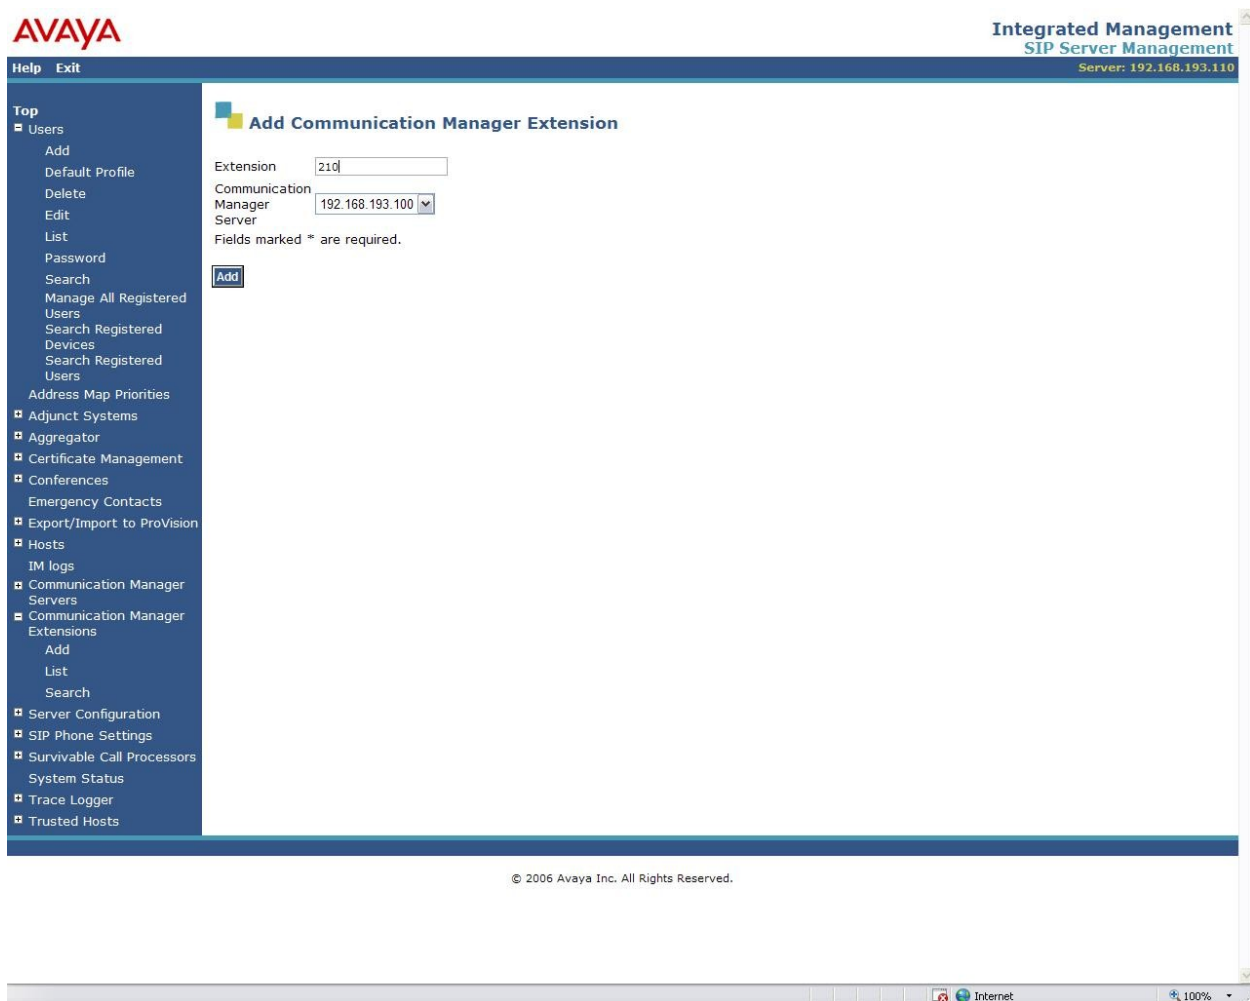 AVAYA
Integrated Management
SIP Server Management
Help Exit
Server: 192.168.193.110
Top
Users
Add
Default Profile
Delete
Edit
List
Password
Search
Manage All Registered
Users
Search Registered
Devices
Search Registered
Users
Address Map Priorities
Adjunct Systems
Aggregator
Certificate Management
Conferences
Emergency Contacts
Export/Import to ProVision
Hosts
IM logs
Communication Manager
Servers
Communication Manager
Extensions
Add
List
Search
Server Configuration
SIP Phone Settings
Survivable Call Processors
System Status
Trace Logger
Trusted Hosts
Add Communication Manager Extension
Extension 210
Communication
Manager 192.168.193.100
Server
Fields marked * are required.
Add
© 2006 Avaya Inc. All Rights Reserved.
Internet 100%